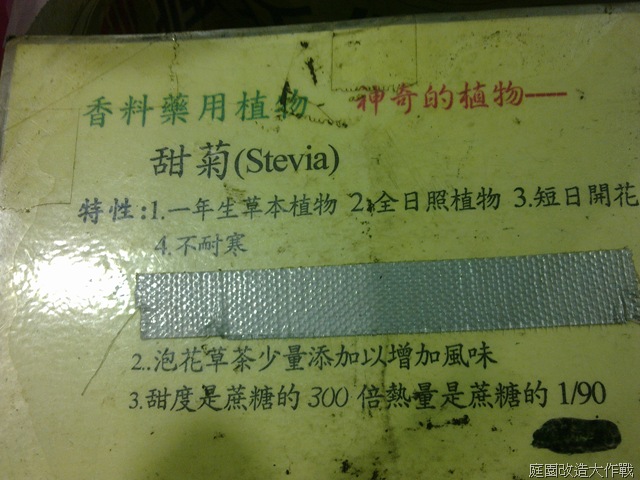 香料藥用植物 神奇的植物──
甜菊(Stevia)
特性:1.一年生草本植物 2.全日照植物 3.短日開花
4.不耐寒
2..泡花草茶少量添加以增加風味
3.甜度是蔗糖的 300 倍熱量是蔗糖的 1/90
庭園改造大作戰